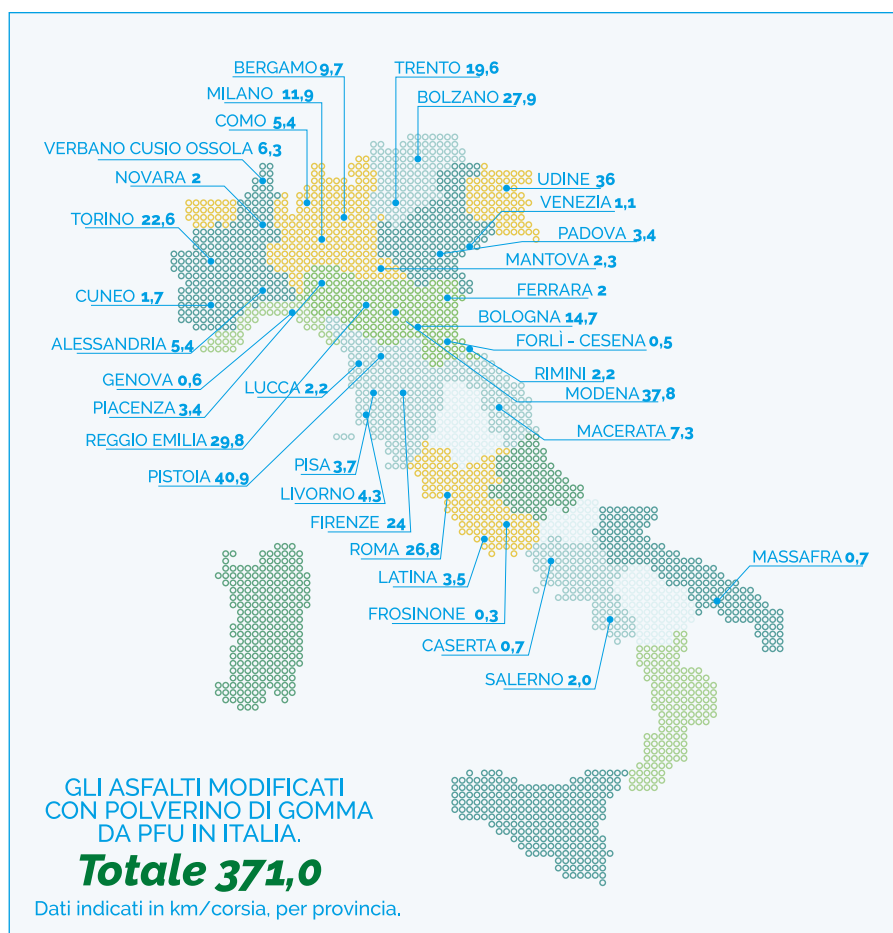 BERGAMO 9,7
TRENTO 19,6
MILANO 11,9
BOLZANO 27,9
COMO 5,4
VERBANO CUSIO OSSOLA 6,3
NOVARA 2
UDINE 36
VENEZIA 1,1
TORINO 22,6
PADOVA 3,4
MANTOVA 2,3
CUNEO 1,7
FERRARA 2
BOLOGNA 14,7
ALESSANDRIA 5,4
FORLÌ - CESENA 0,5
GENOVA 0,6
RIMINI 2,2
LUCCA 2,2
MODENA 37,8
PIACENZA 3,4
MACERATA 7,3
REGGIO EMILIA 29,8
PISA 3,7
PISTOIA 40,9
LIVORNO 4,3
FIRENZE 24
ROMA 26,8
MASSAFRA 0,7
LATINA 3,5
FROSINONE 0,3
CASERTA 0,7
SALERNO 2,0
GLI ASFALTI MODIFICATI
CON POLVERINO DI GOMMA
DA PFU IN ITALIA.
Totale 371,0
Dati indicati in km/corsia, per provincia.